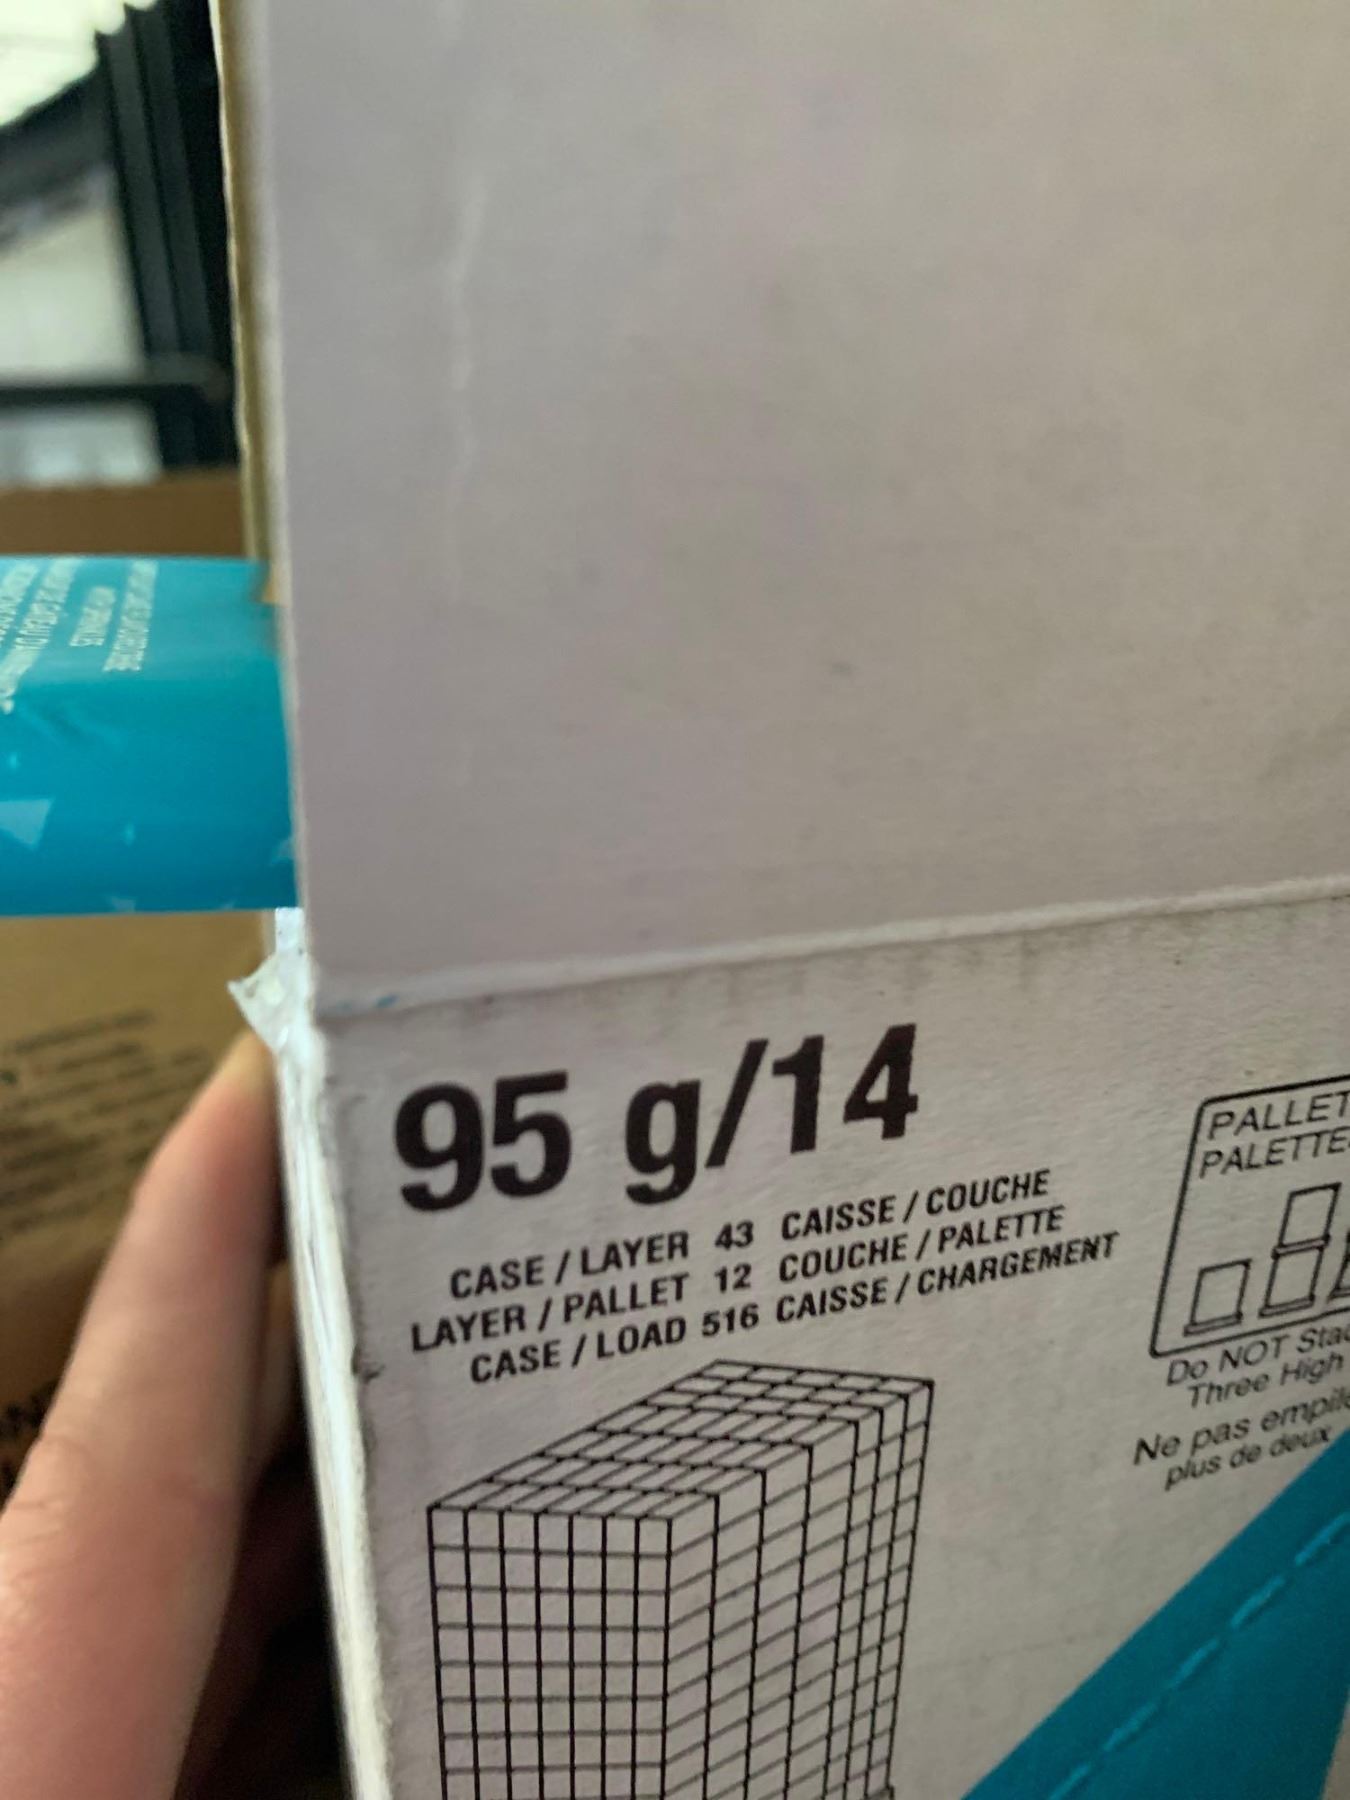 95 g/14
CASE / LAYER 43 CAISSE / COUCHE
LAYER / PALLET 12 COUCHE / PALETTE
CASE / LOAD 516 CAISSE / CHARGEMENT
PALLET
PALETTE
Do NOT Stac
Three High
Ne pas empile
plus de deux